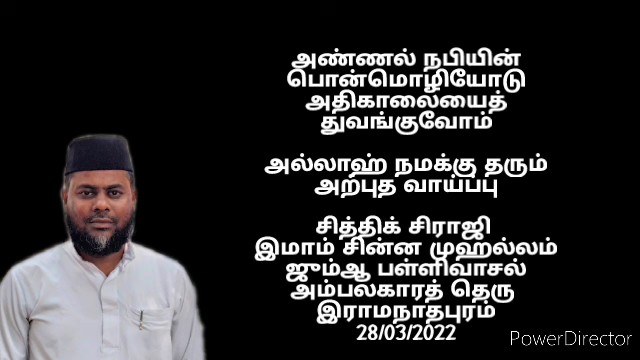 அண்ணல் நபியின்
பொன்மொழியோடு
அதிகாலையைத்
துவங்குவோம்
அல்லாஹ் நமக்கு தரும்
அற்புத வாய்ப்பு
சித்திக் சிராஜி
இமாம் சின்ன முஹல்லம்
ஜும்ஆ பள்ளிவாசல்
அம்பலகாரத் தெரு
இராமநாதபுரம்
28/03/2022
PowerDirector